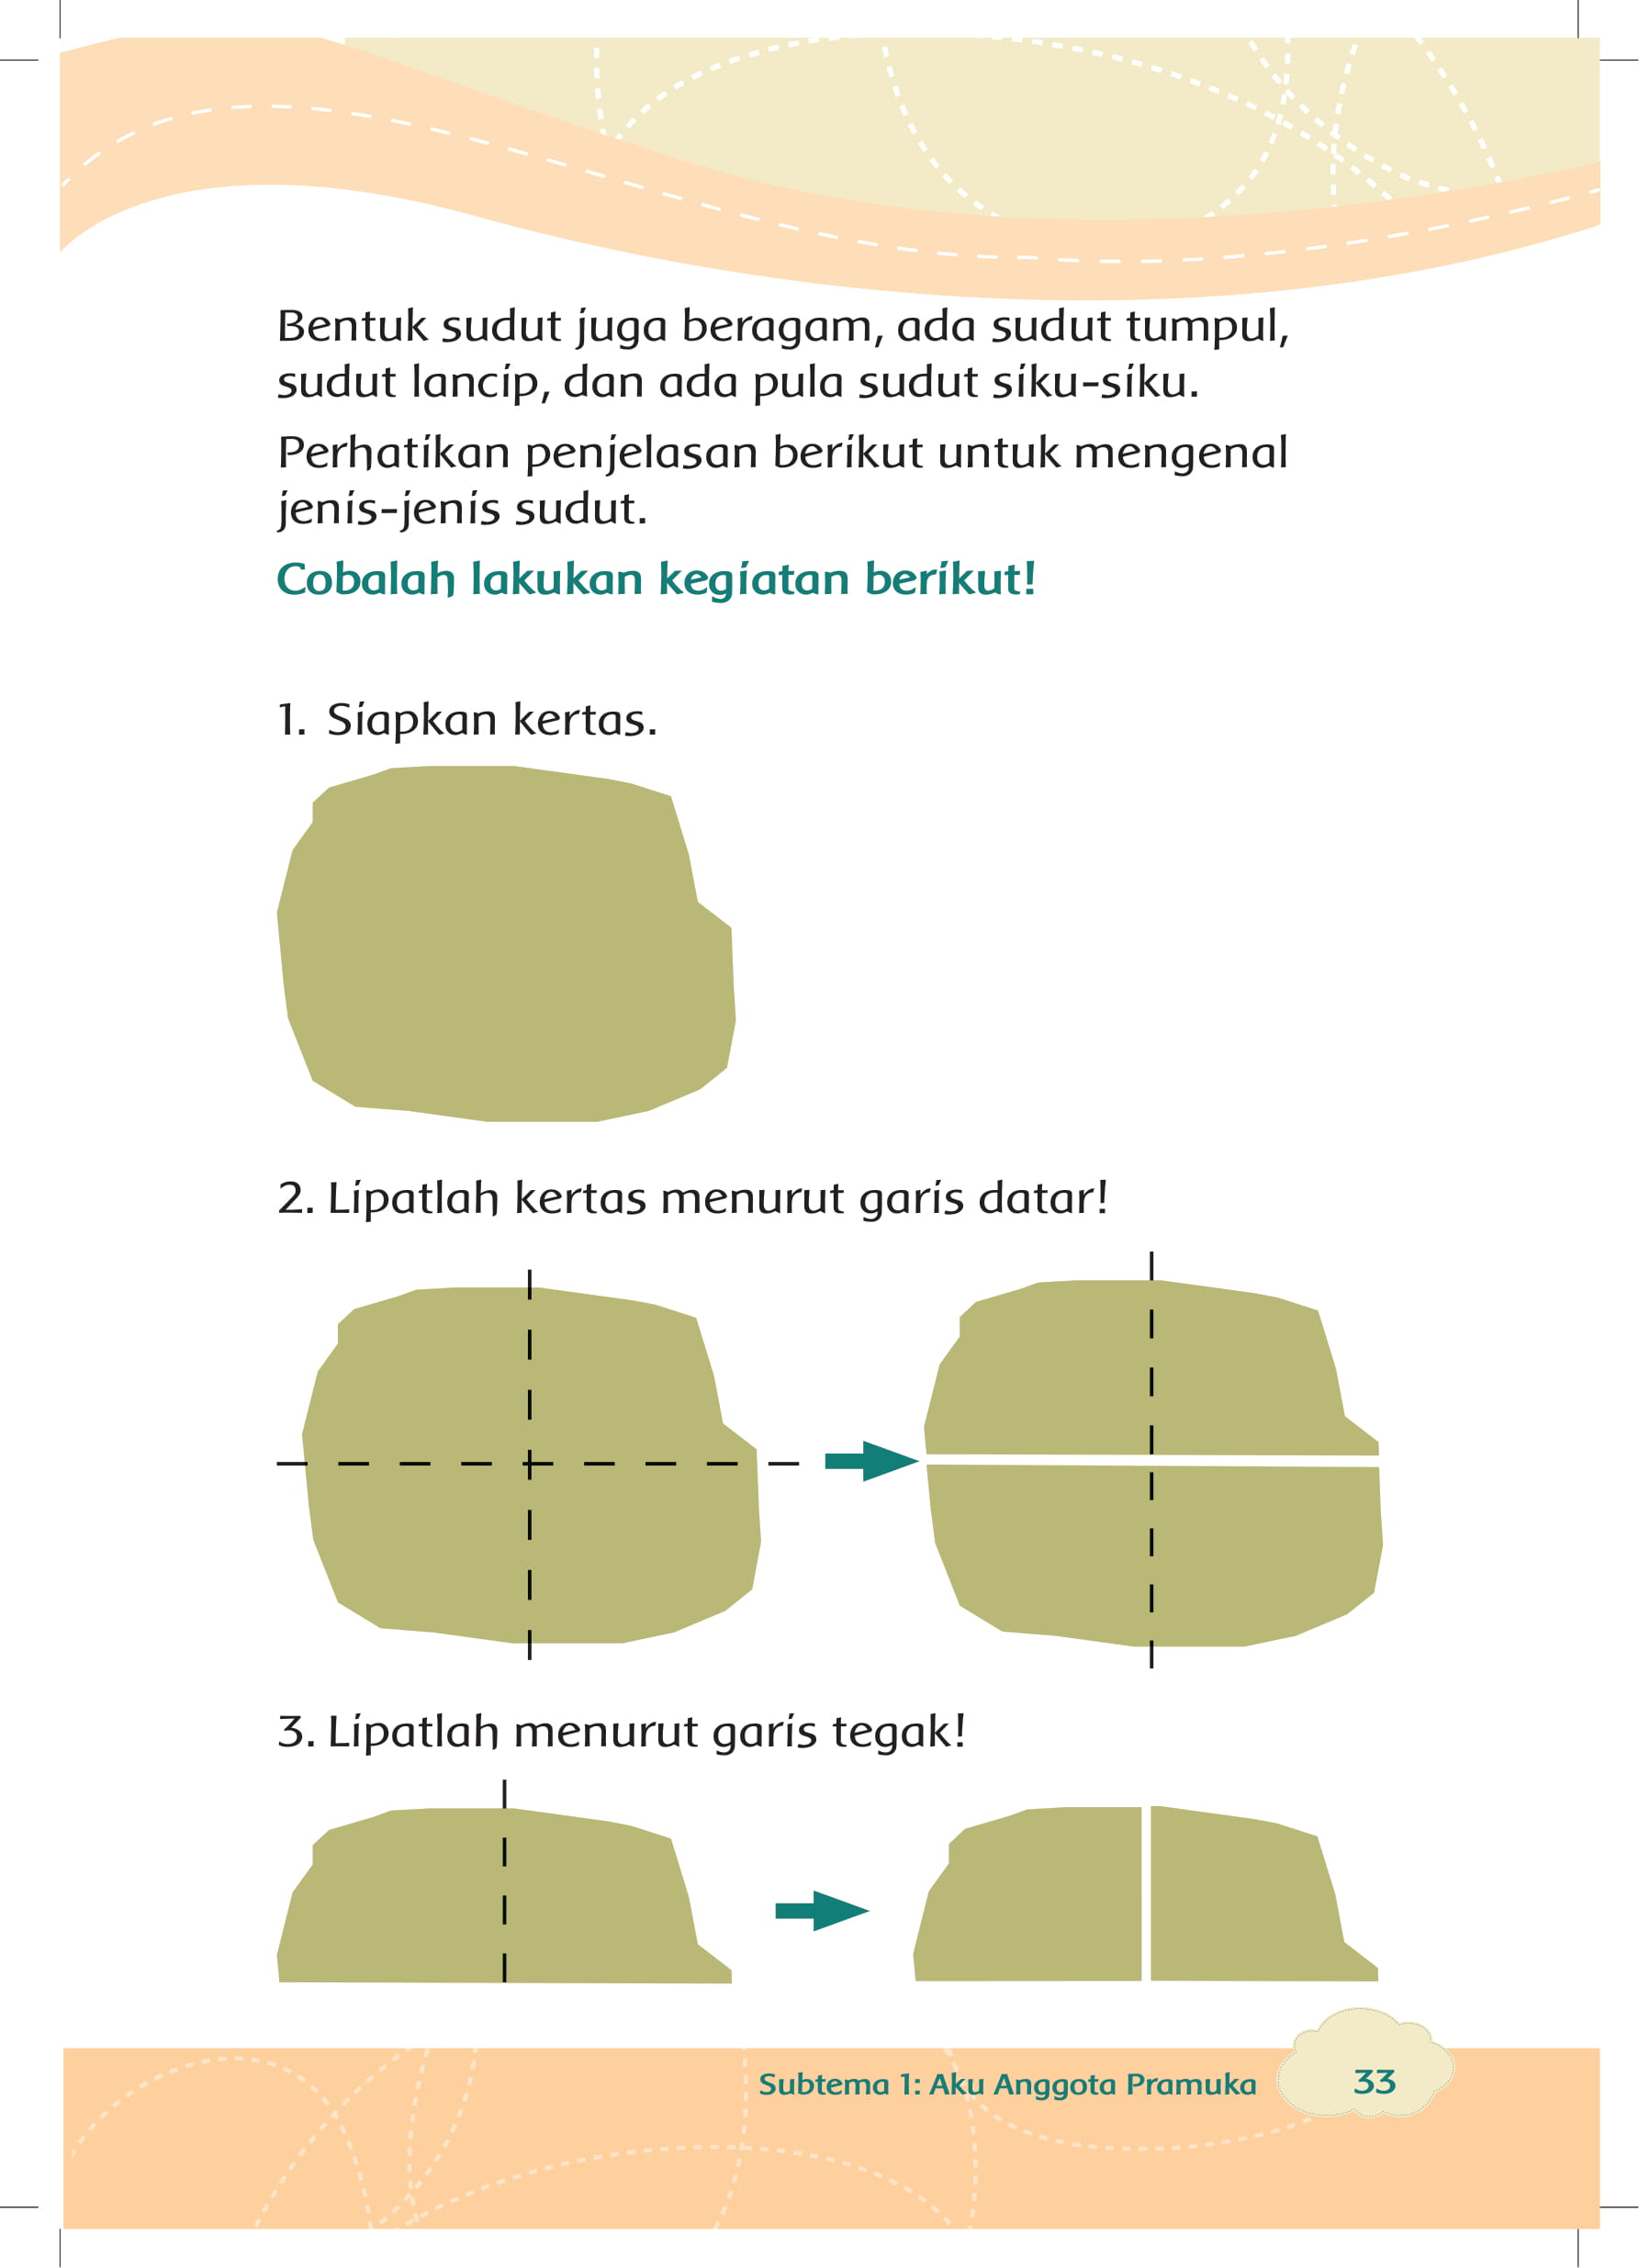 Bentuk sudut juga beragam, ada sudut tumpul,
sudut lancip, dan ada pula sudut siku-siku.
Perhatikan penjelasan berikut untuk mengenal
jenis-jenis sudut.
Cobalah lakukan kegiatan berikut!
1. Siapkan kertas.
2. Lipatlah kertas menurut garis datar!
3. Lipatlah menurut garis tegak!
Subtema 1: Aku Anggota Pramuka
33